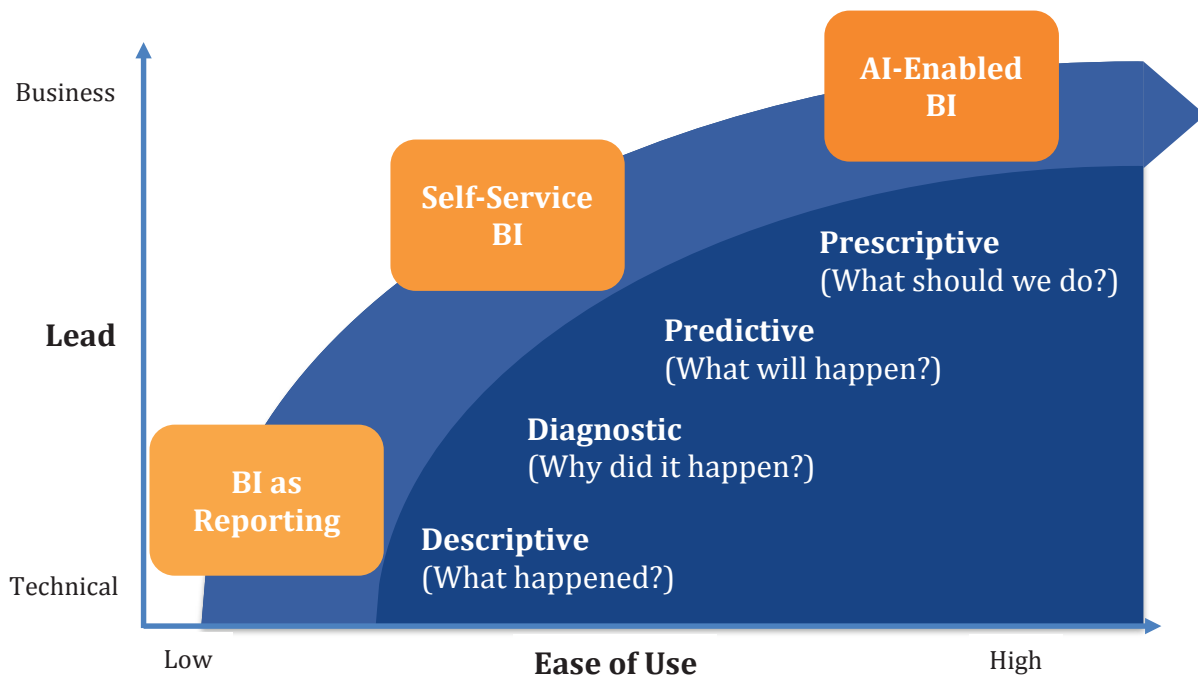 AI-Enabled
BI
Business
Self-Service
BI
Prescriptive
(What should we do?)
Lead
Predictive
(What will happen?)
Diagnostic
(Why did it happen?)
BI as
Reporting
Descriptive
(What happened?)
Technical
Low
Ease of Use
High